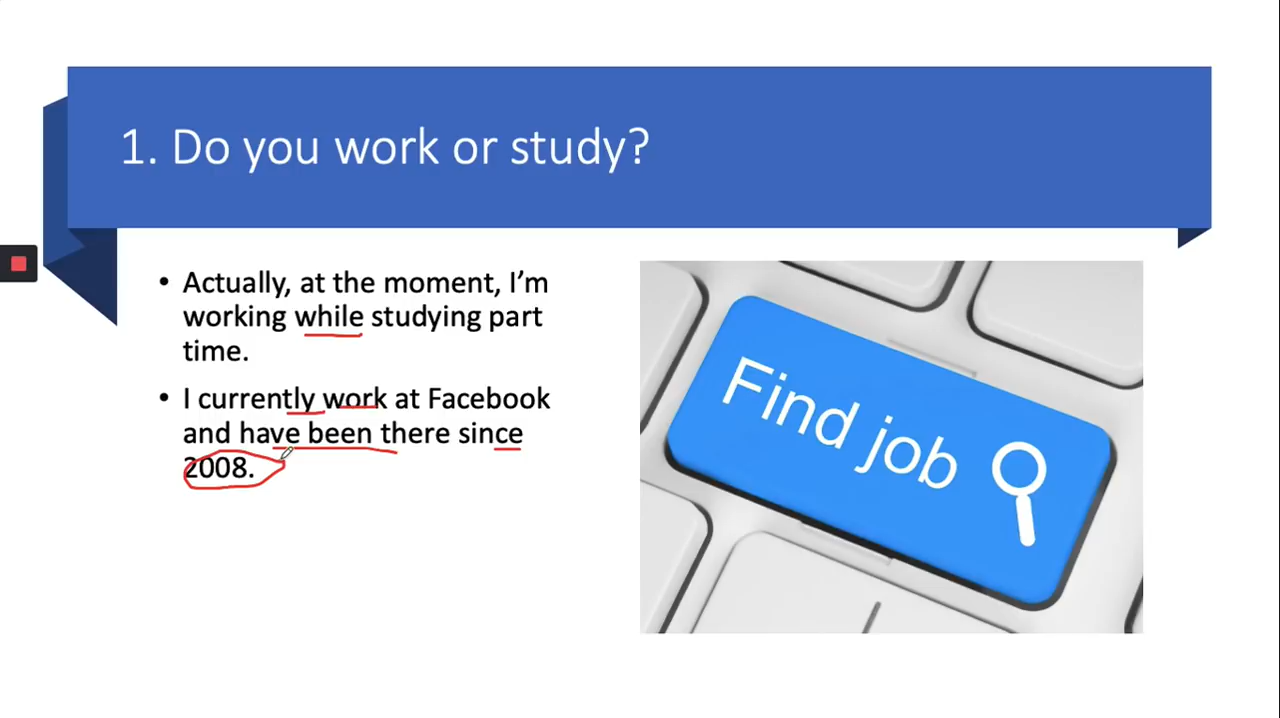 1. Do you work or study?
• Actually, at the moment, I’m
working while studying part
time.
• I currently work at Facebook
and have been there since
2008.
Find job